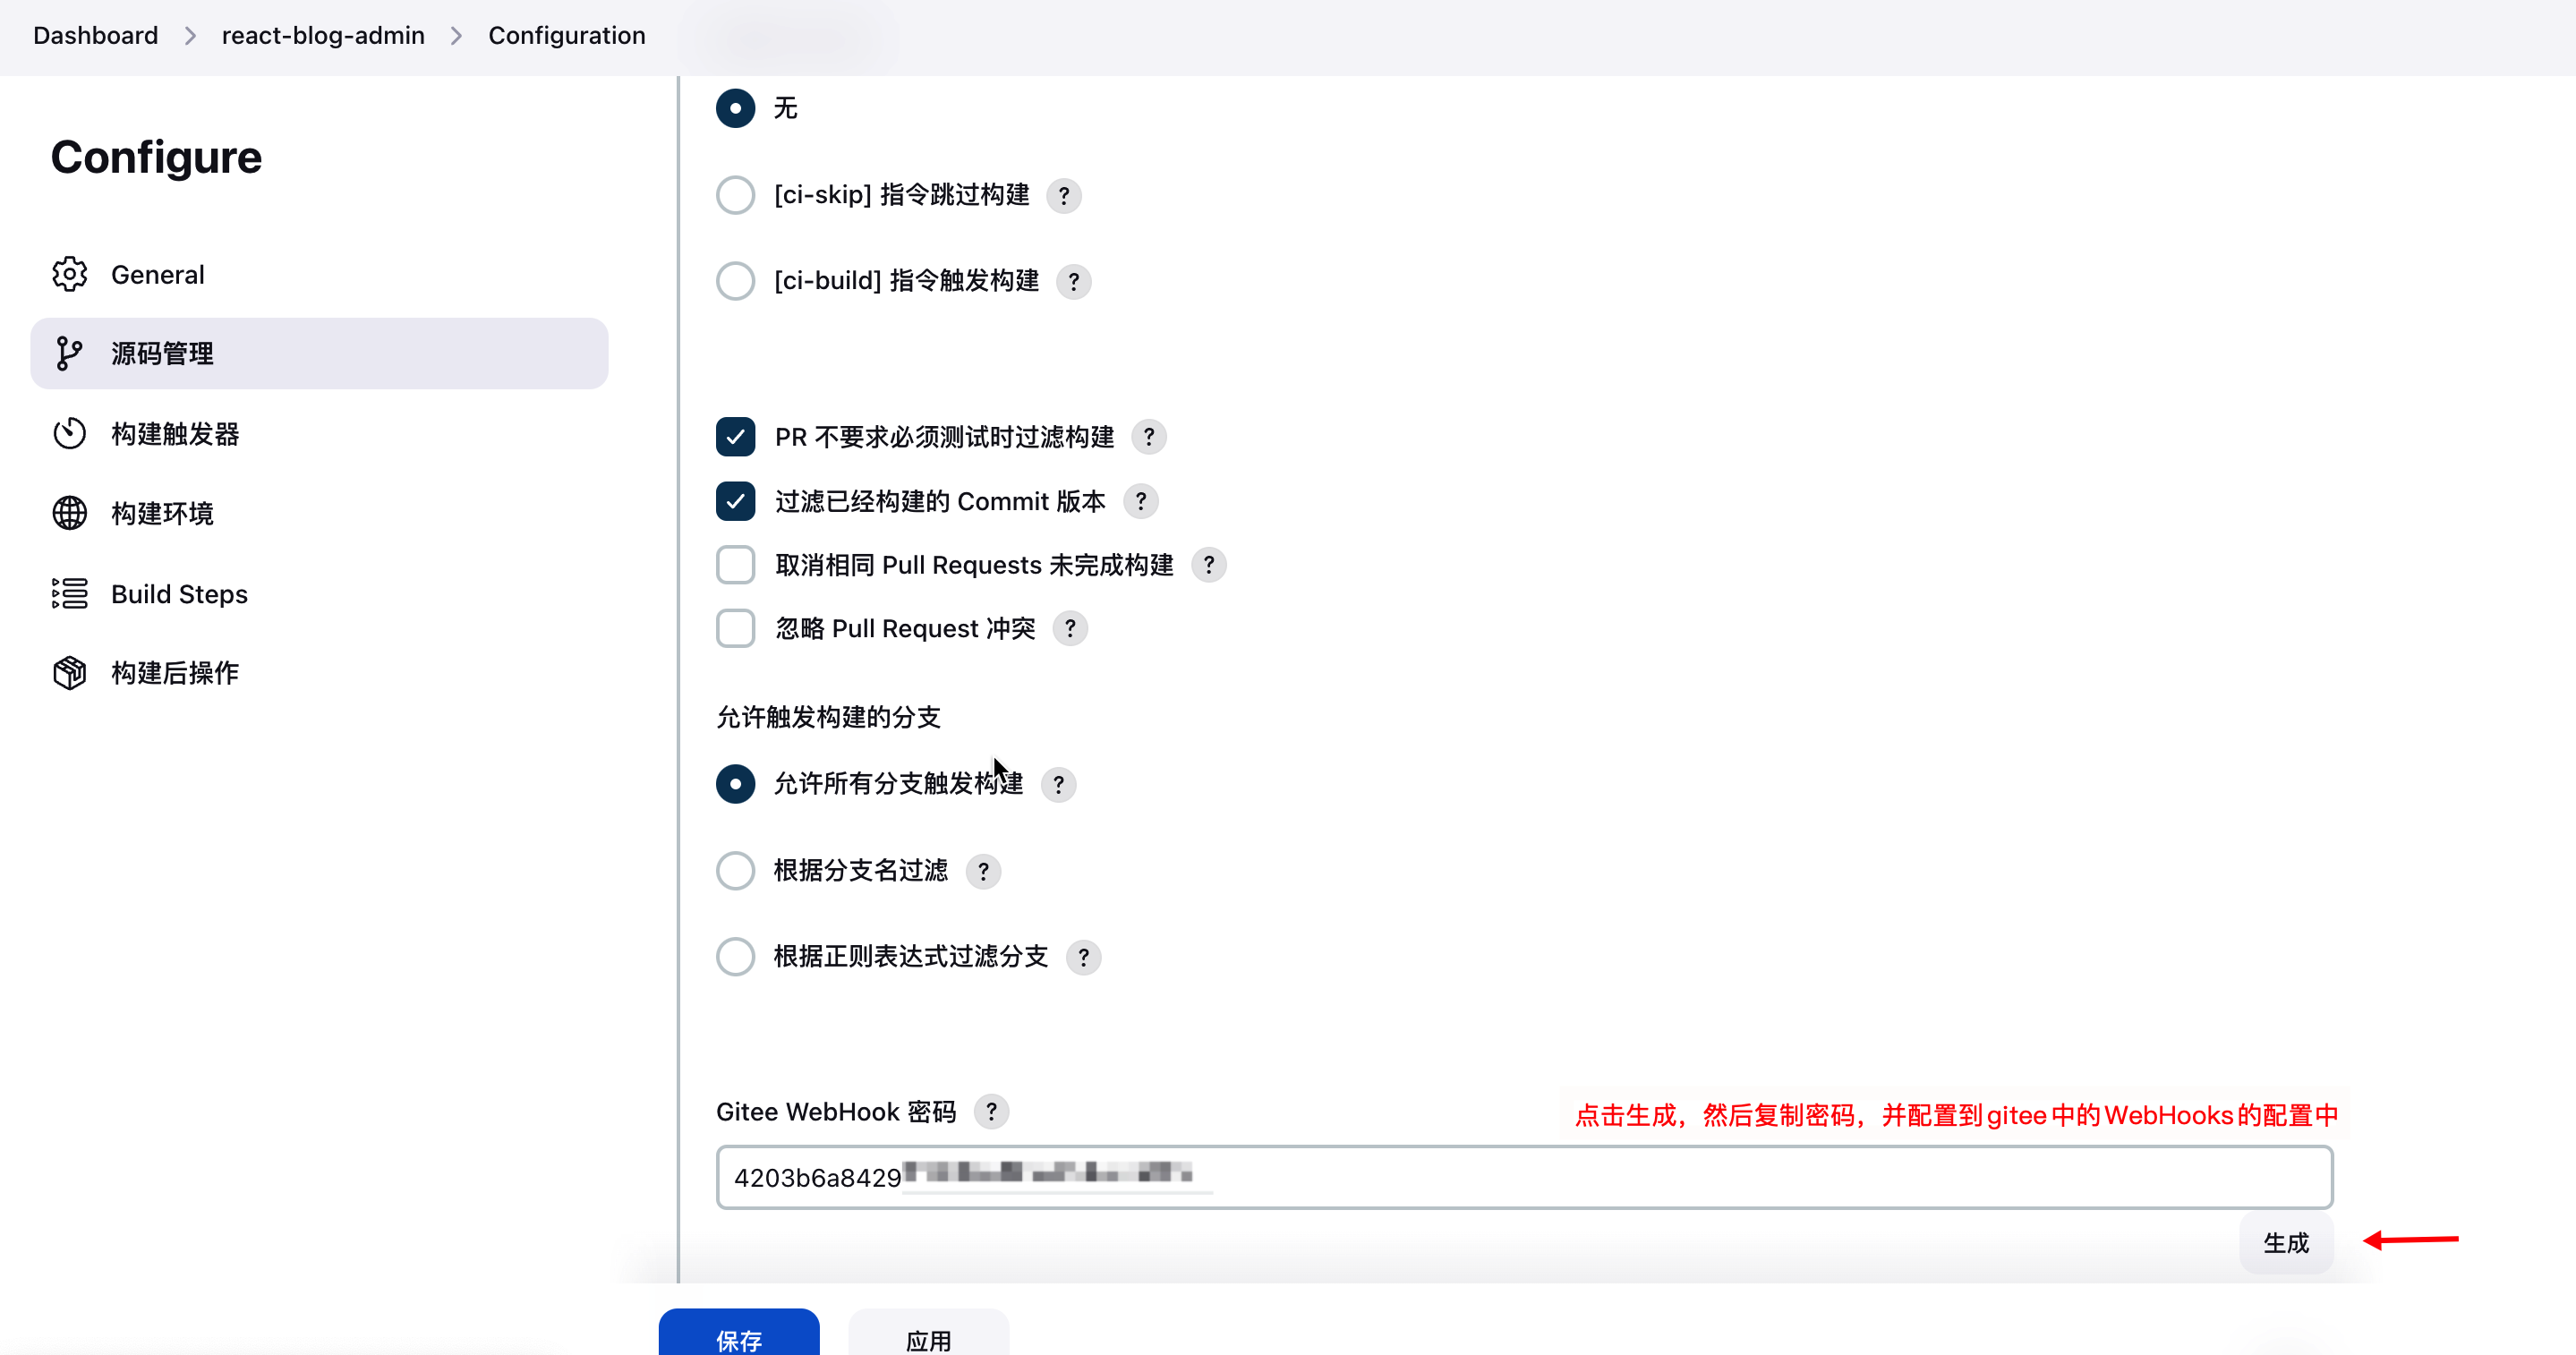 Dashboard > react-blog-admin > Configuration
Configure
General
源码管理
构建触发器
构建环境
Build Steps
构建后操作
无
[ci-skip] 指令跳过构建 ?
[ci-build] 指令触发构建 ?
PR 不要求必须测试时过滤构建 ?
过滤已经构建的 Commit 版本 ?
取消相同 Pull Requests 未完成构建 ?
忽略 Pull Request 冲突 ?
允许触发构建的分支
允许所有分支触发构建 ?
根据分支名过滤 ?
根据正则表达式过滤分支 ?
Gitee WebHook 密码 ?
点击生成，然后复制密码，并配置到gitee中的WebHooks的配置中
4203b6a8429
生成
保存
应用